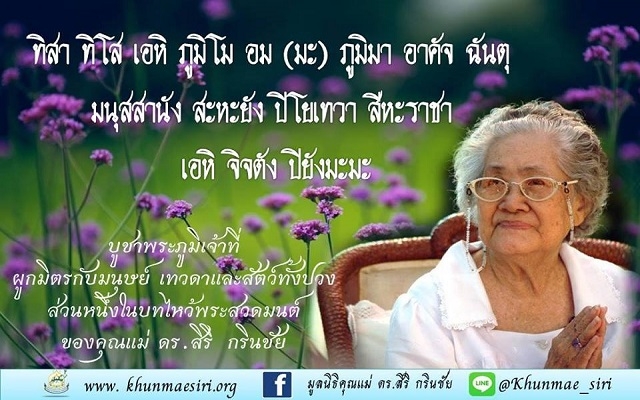 ทิสา ทิโส เอหิ ภูมิโม อม (มะ) ภูมิมา อาคัจ ฉันตุ
มนุสสานัง สะหะยัง ปิโยเทวา สีหะราชา
เอหิ จิจตัง ปิยังมะมะ
บูชาพระภูมิเจ้าที่
ผูกมิตรกับมนุษย์ เทวดาและสัตว์ทั้งปวง
ส่วนหนึ่งในบทไหว้พระสวดมนต์
ของคุณแม่ ดร.สิริ กรินชัย
www. khunmaesiri.org
มูลนิธิคุณแม่ ดร.สิริ กรินชัย
LINE @Khunmae_siri